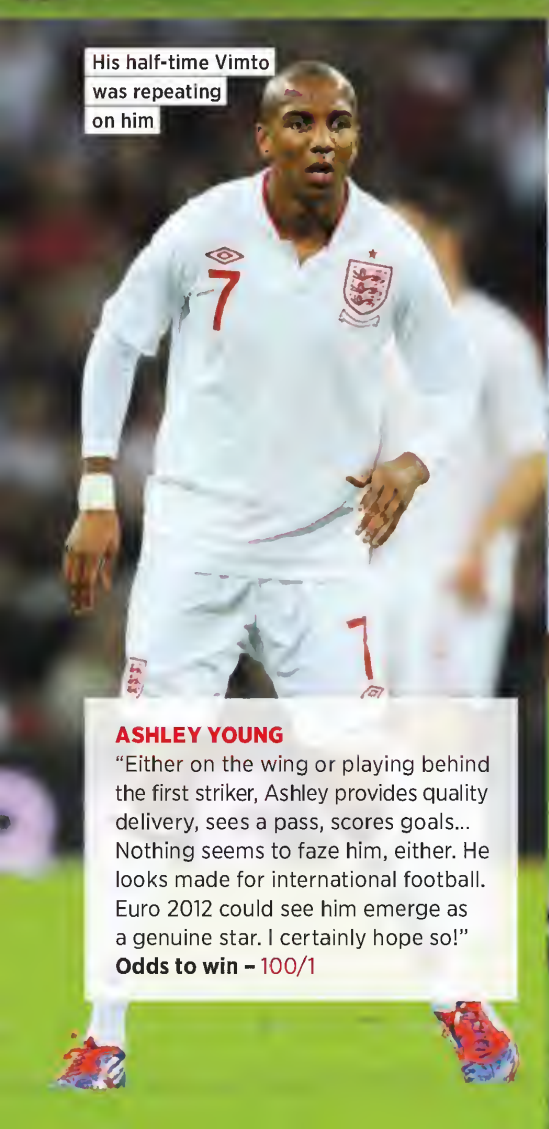 His half-time Vimto
was repeating
on him
7
7
ASHLEY YOUNG
“Either on the wing or playing behind
the first striker, Ashley provides quality
delivery, sees a pass, scores goals...
Nothing seems to faze him, either. He
looks made for international football.
Euro 2012 could see him emerge as
a genuine star. I certainly hope so!”
Odds to win – 100/1